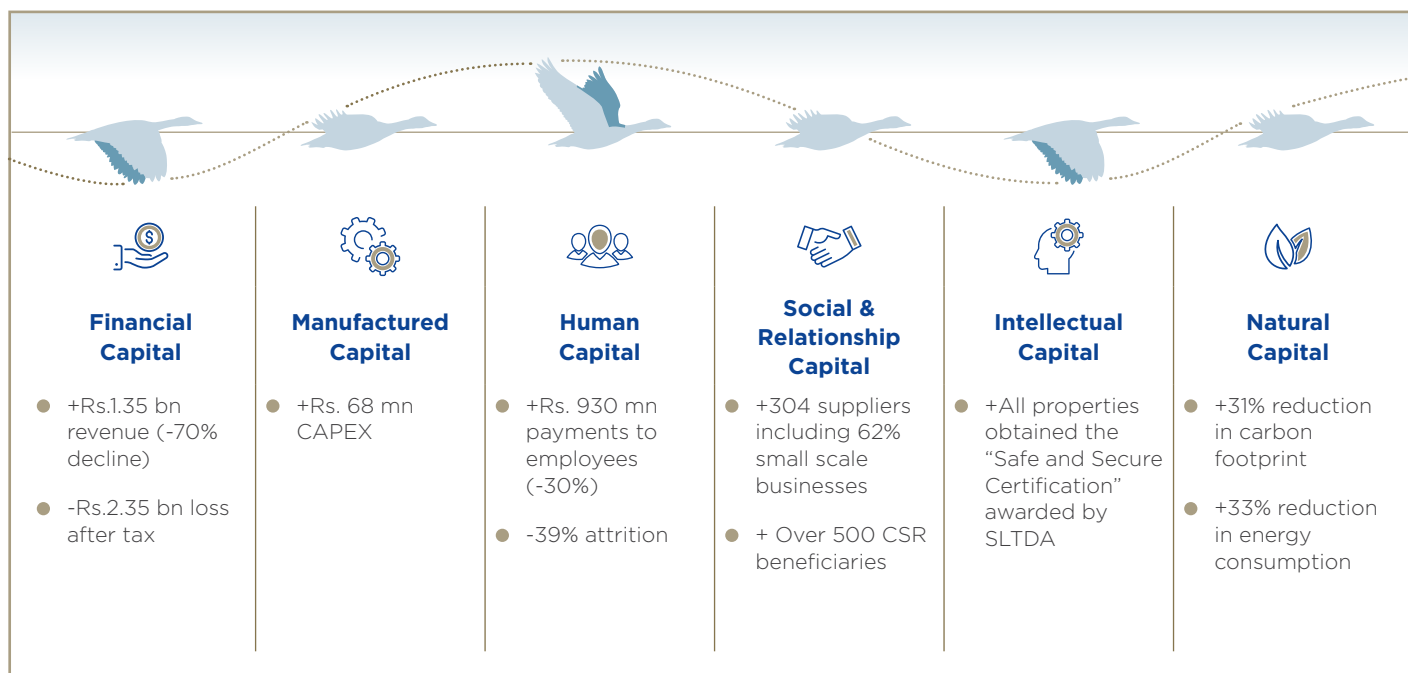 Financial
Capital
+Rs.1.35 bn
revenue (-70%
decline)
-Rs.2.35 bn loss
after tax
Manufactured
Capital
+Rs. 68 mn
CAPEX
Human
Capital
+Rs. 930 mn
payments to
employees
(-30%)
-39% attrition
Social &
Relationship
Capital
+304 suppliers
including 62%
small scale
businesses
+ Over 500 CSR
beneficiaries
Intellectual
Capital
+All properties
obtained the
“Safe and Secure
Certification”
awarded by
SLTDA
Natural
Capital
+31% reduction
in carbon
footprint
+33% reduction
in energy
consumption